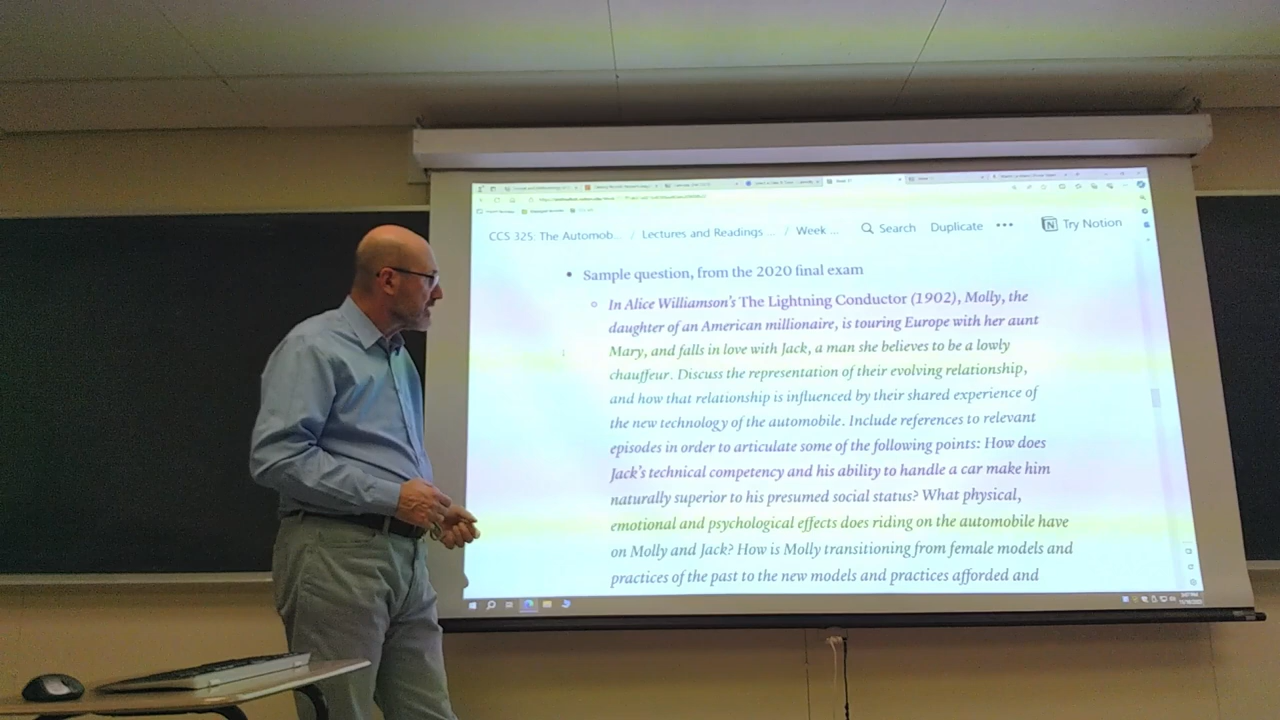 CCS 325: The Automob... / Lectures and Readings ... / Week ... Search Duplicate ••• Try Notion
• Sample question, from the 2020 final exam
○ In Alice Williamson's The Lightning Conductor (1902), Molly, the
daughter of an American millionaire, is touring Europe with her aunt
Mary, and falls in love with Jack, a man she believes to be a lowly
chauffeur. Discuss the representation of their evolving relationship,
and how that relationship is influenced by their shared experience of
the new technology of the automobile. Include references to relevant
episodes in order to articulate some of the following points: How does
Jack's technical competency and his ability to handle a car make him
naturally superior to his presumed social status? What physical,
emotional and psychological effects does riding on the automobile have
on Molly and Jack? How is Molly transitioning from female models and
practices of the past to the new models and practices afforded and